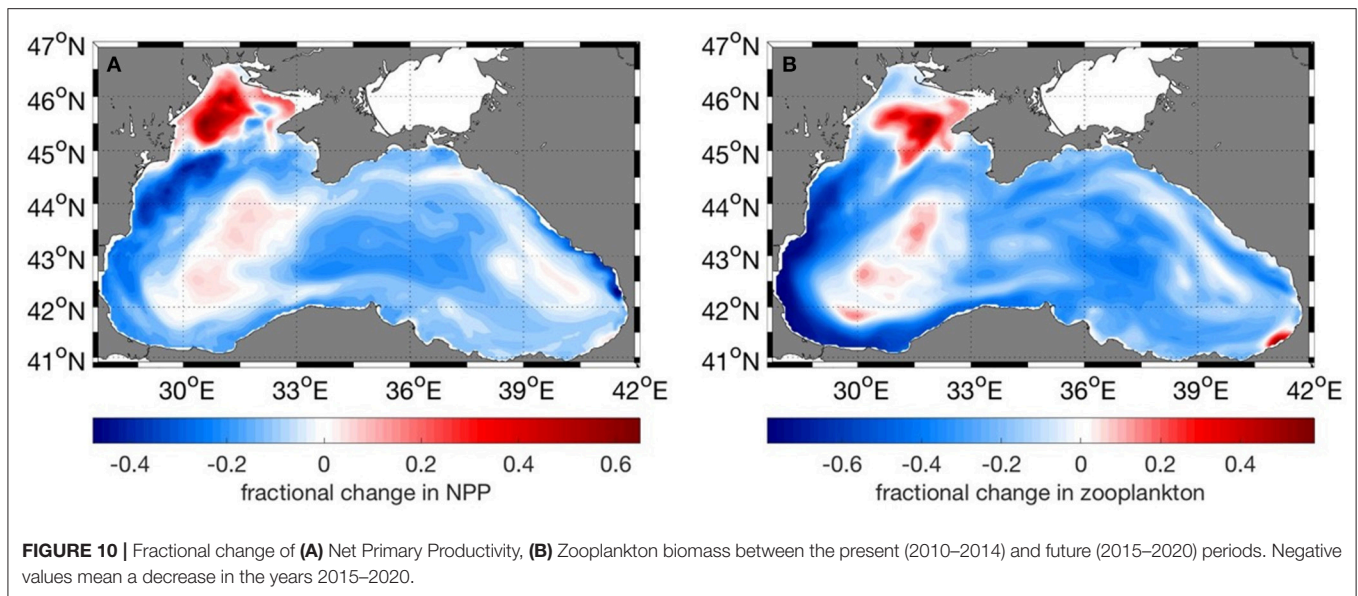 A
47°N
46°N
45°N
44°N
43°N
42°N
41°N
30°E
33°E
36°E
39°E
42°E
-0.4
-0.2
0
0.2
0.4
0.6
fractional change in NPP
B
47°N
46°N
45°N
44°N
43°N
42°N
41°N
30°E
33°E
36°E
39°E
42°E
-0.6
-0.4
-0.2
0
0.2
0.4
fractional change in zooplankton
FIGURE 10 | Fractional change of (A) Net Primary Productivity, (B) Zooplankton biomass between the present (2010–2014) and future (2015–2020) periods. Negative
values mean a decrease in the years 2015–2020.